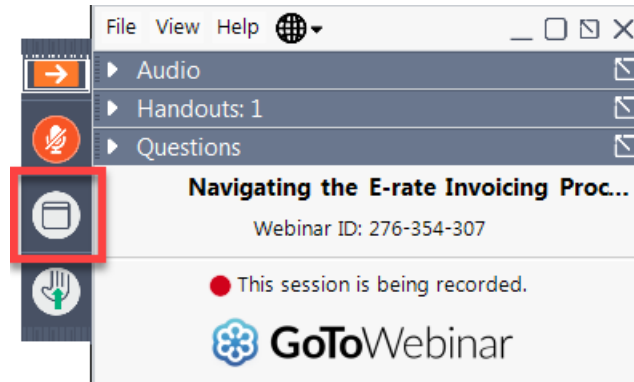 File View Help
Audio
Handouts: 1
Questions
Navigating the E-rate Invoicing Proc...
Webinar ID: 276-354-307
This session is being recorded.
GoToWebinar